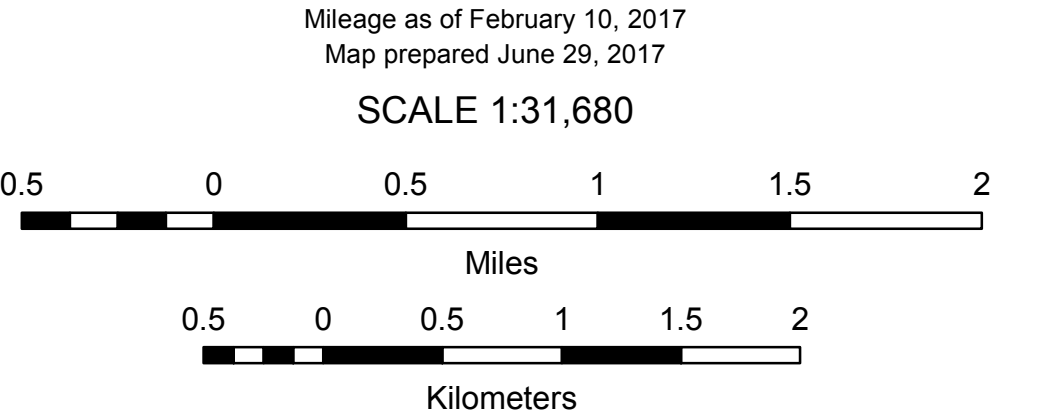 Mileage as of February 10, 2017
Map prepared June 29, 2017
SCALE 1:31,680
0.5 0 0.5 1 1.5 2
Miles
0.5 0 0.5 1 1.5 2
Kilometers